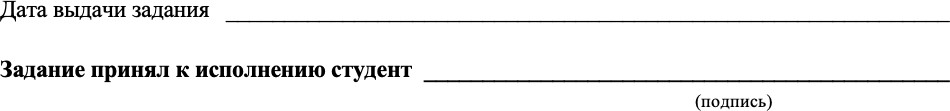 Дата выдачи задания
Задание принял к исполнению студент
(подпись)